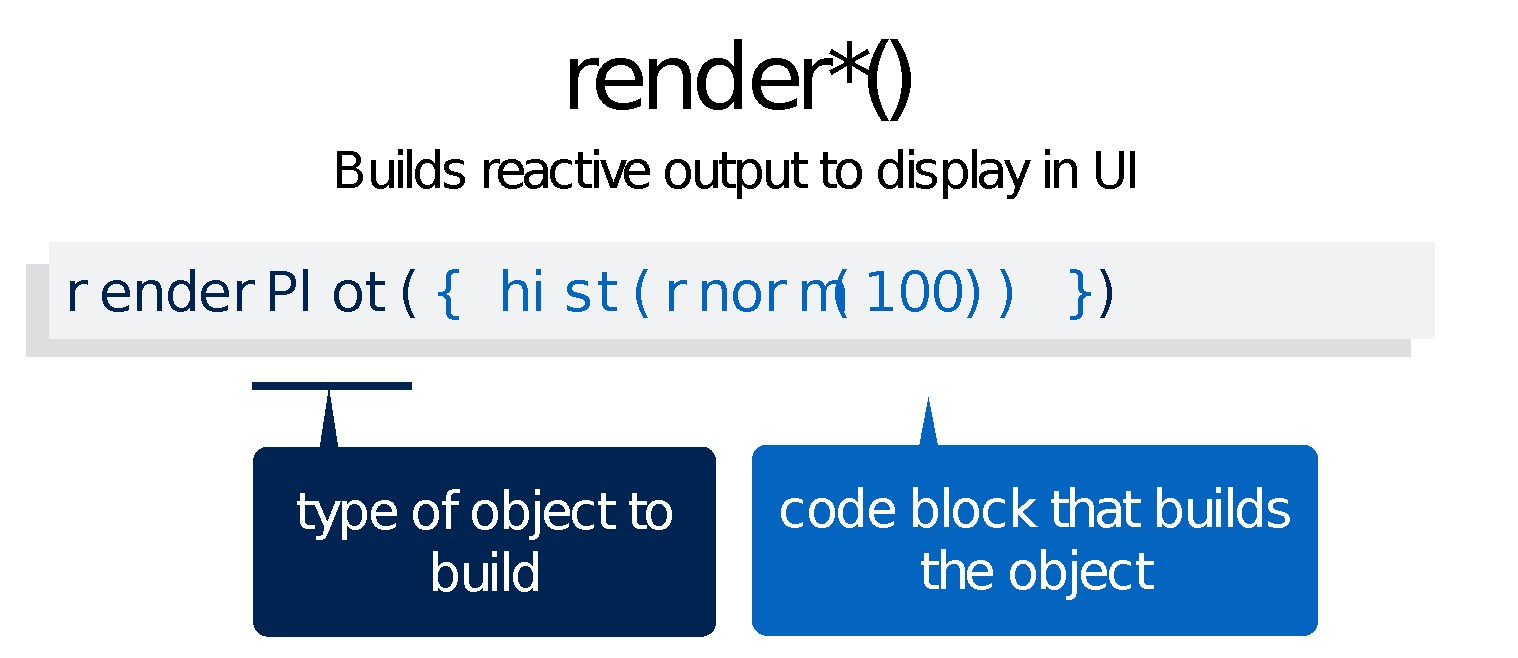 render*()
Builds reactive output to display in UI
renderPlot({ hist(rnorm(100)) })
type of object to
build
code block that builds
the object